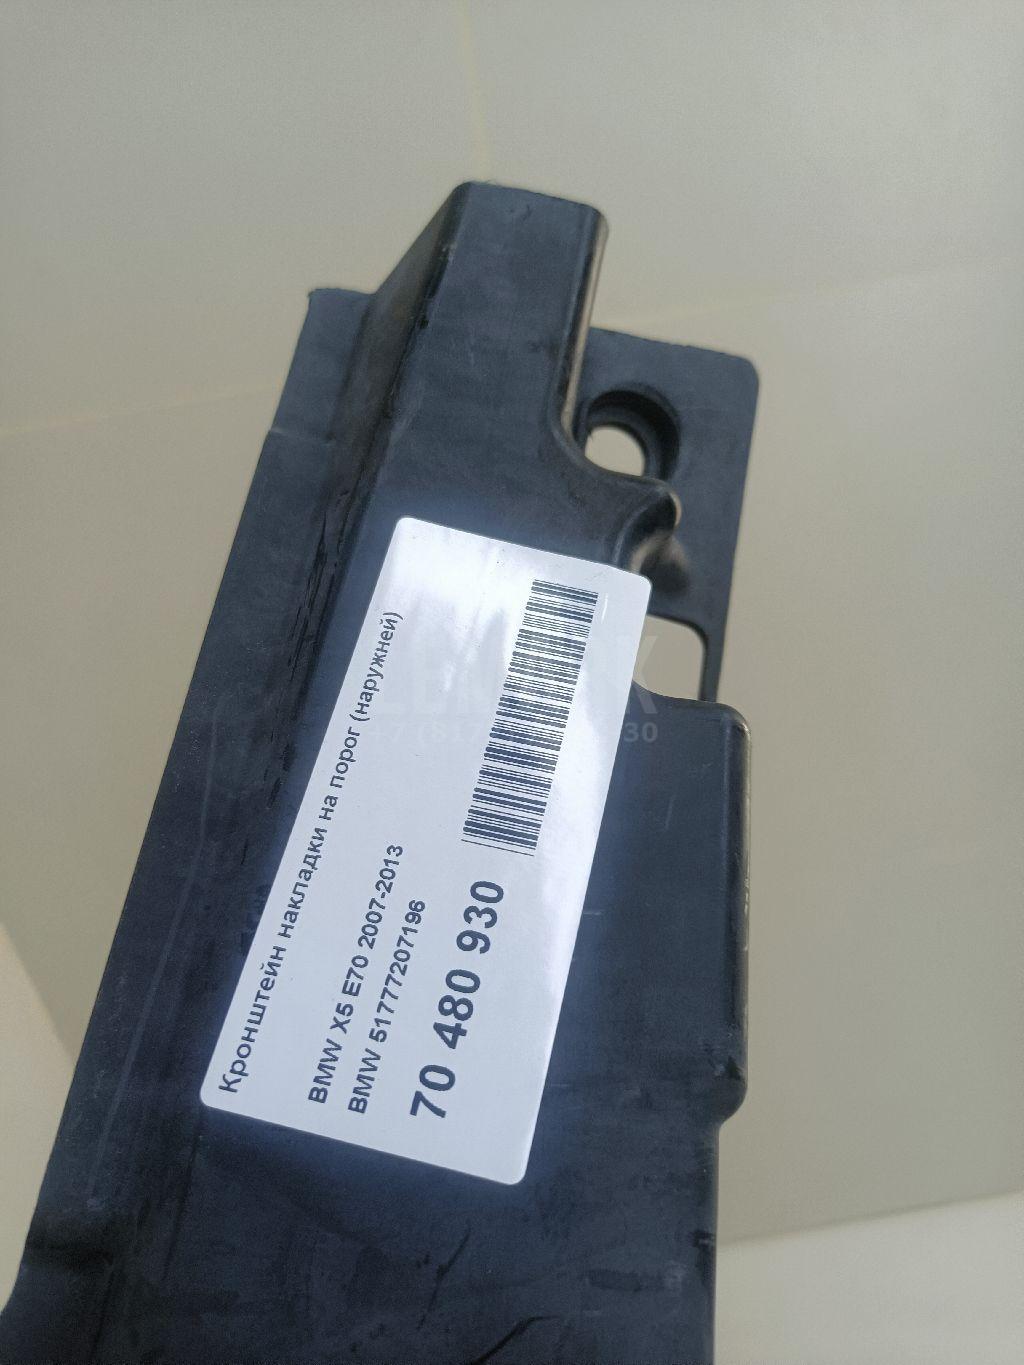 Кронштейн накладки на порог (наружней)
BMW X5 E70 2007-2013
BMW 51777207196
70 480 930